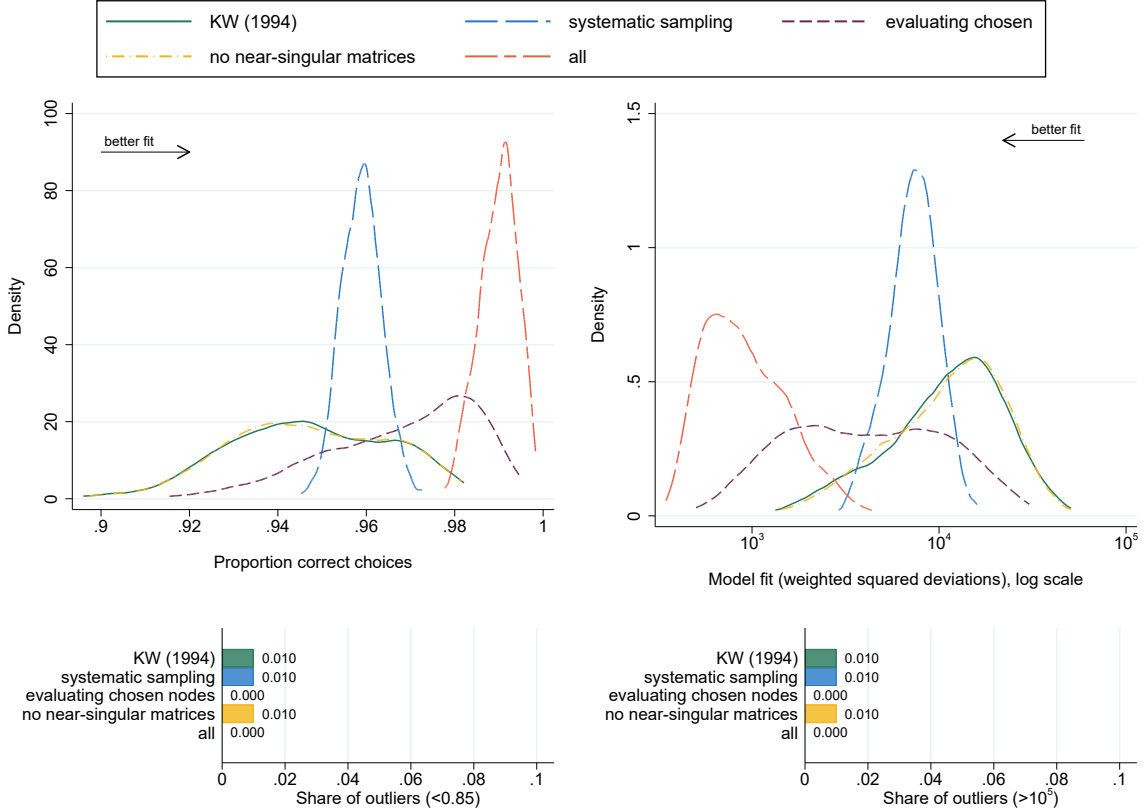 KW (1994) systematic sampling evaluating chosen
no near-singular matrices all
100
80
60
40
20
0
Density
better fit
.9 .92 .94 .96 .98 1
Proportion correct choices
1.5
1
.5
0
Density
better fit
10³ 10⁴ 10⁵
Model fit (weighted squared deviations), log scale
KW (1994) 0.010
systematic sampling 0.010
evaluating chosen nodes 0.000
no near-singular matrices 0.010
all 0.000
0 .02 .04 .06 .08 .1
Share of outliers (<0.85)
KW (1994) 0.010
systematic sampling 0.010
evaluating chosen nodes 0.000
no near-singular matrices 0.010
all 0.000
0 .02 .04 .06 .08 .1
Share of outliers (>10⁵)